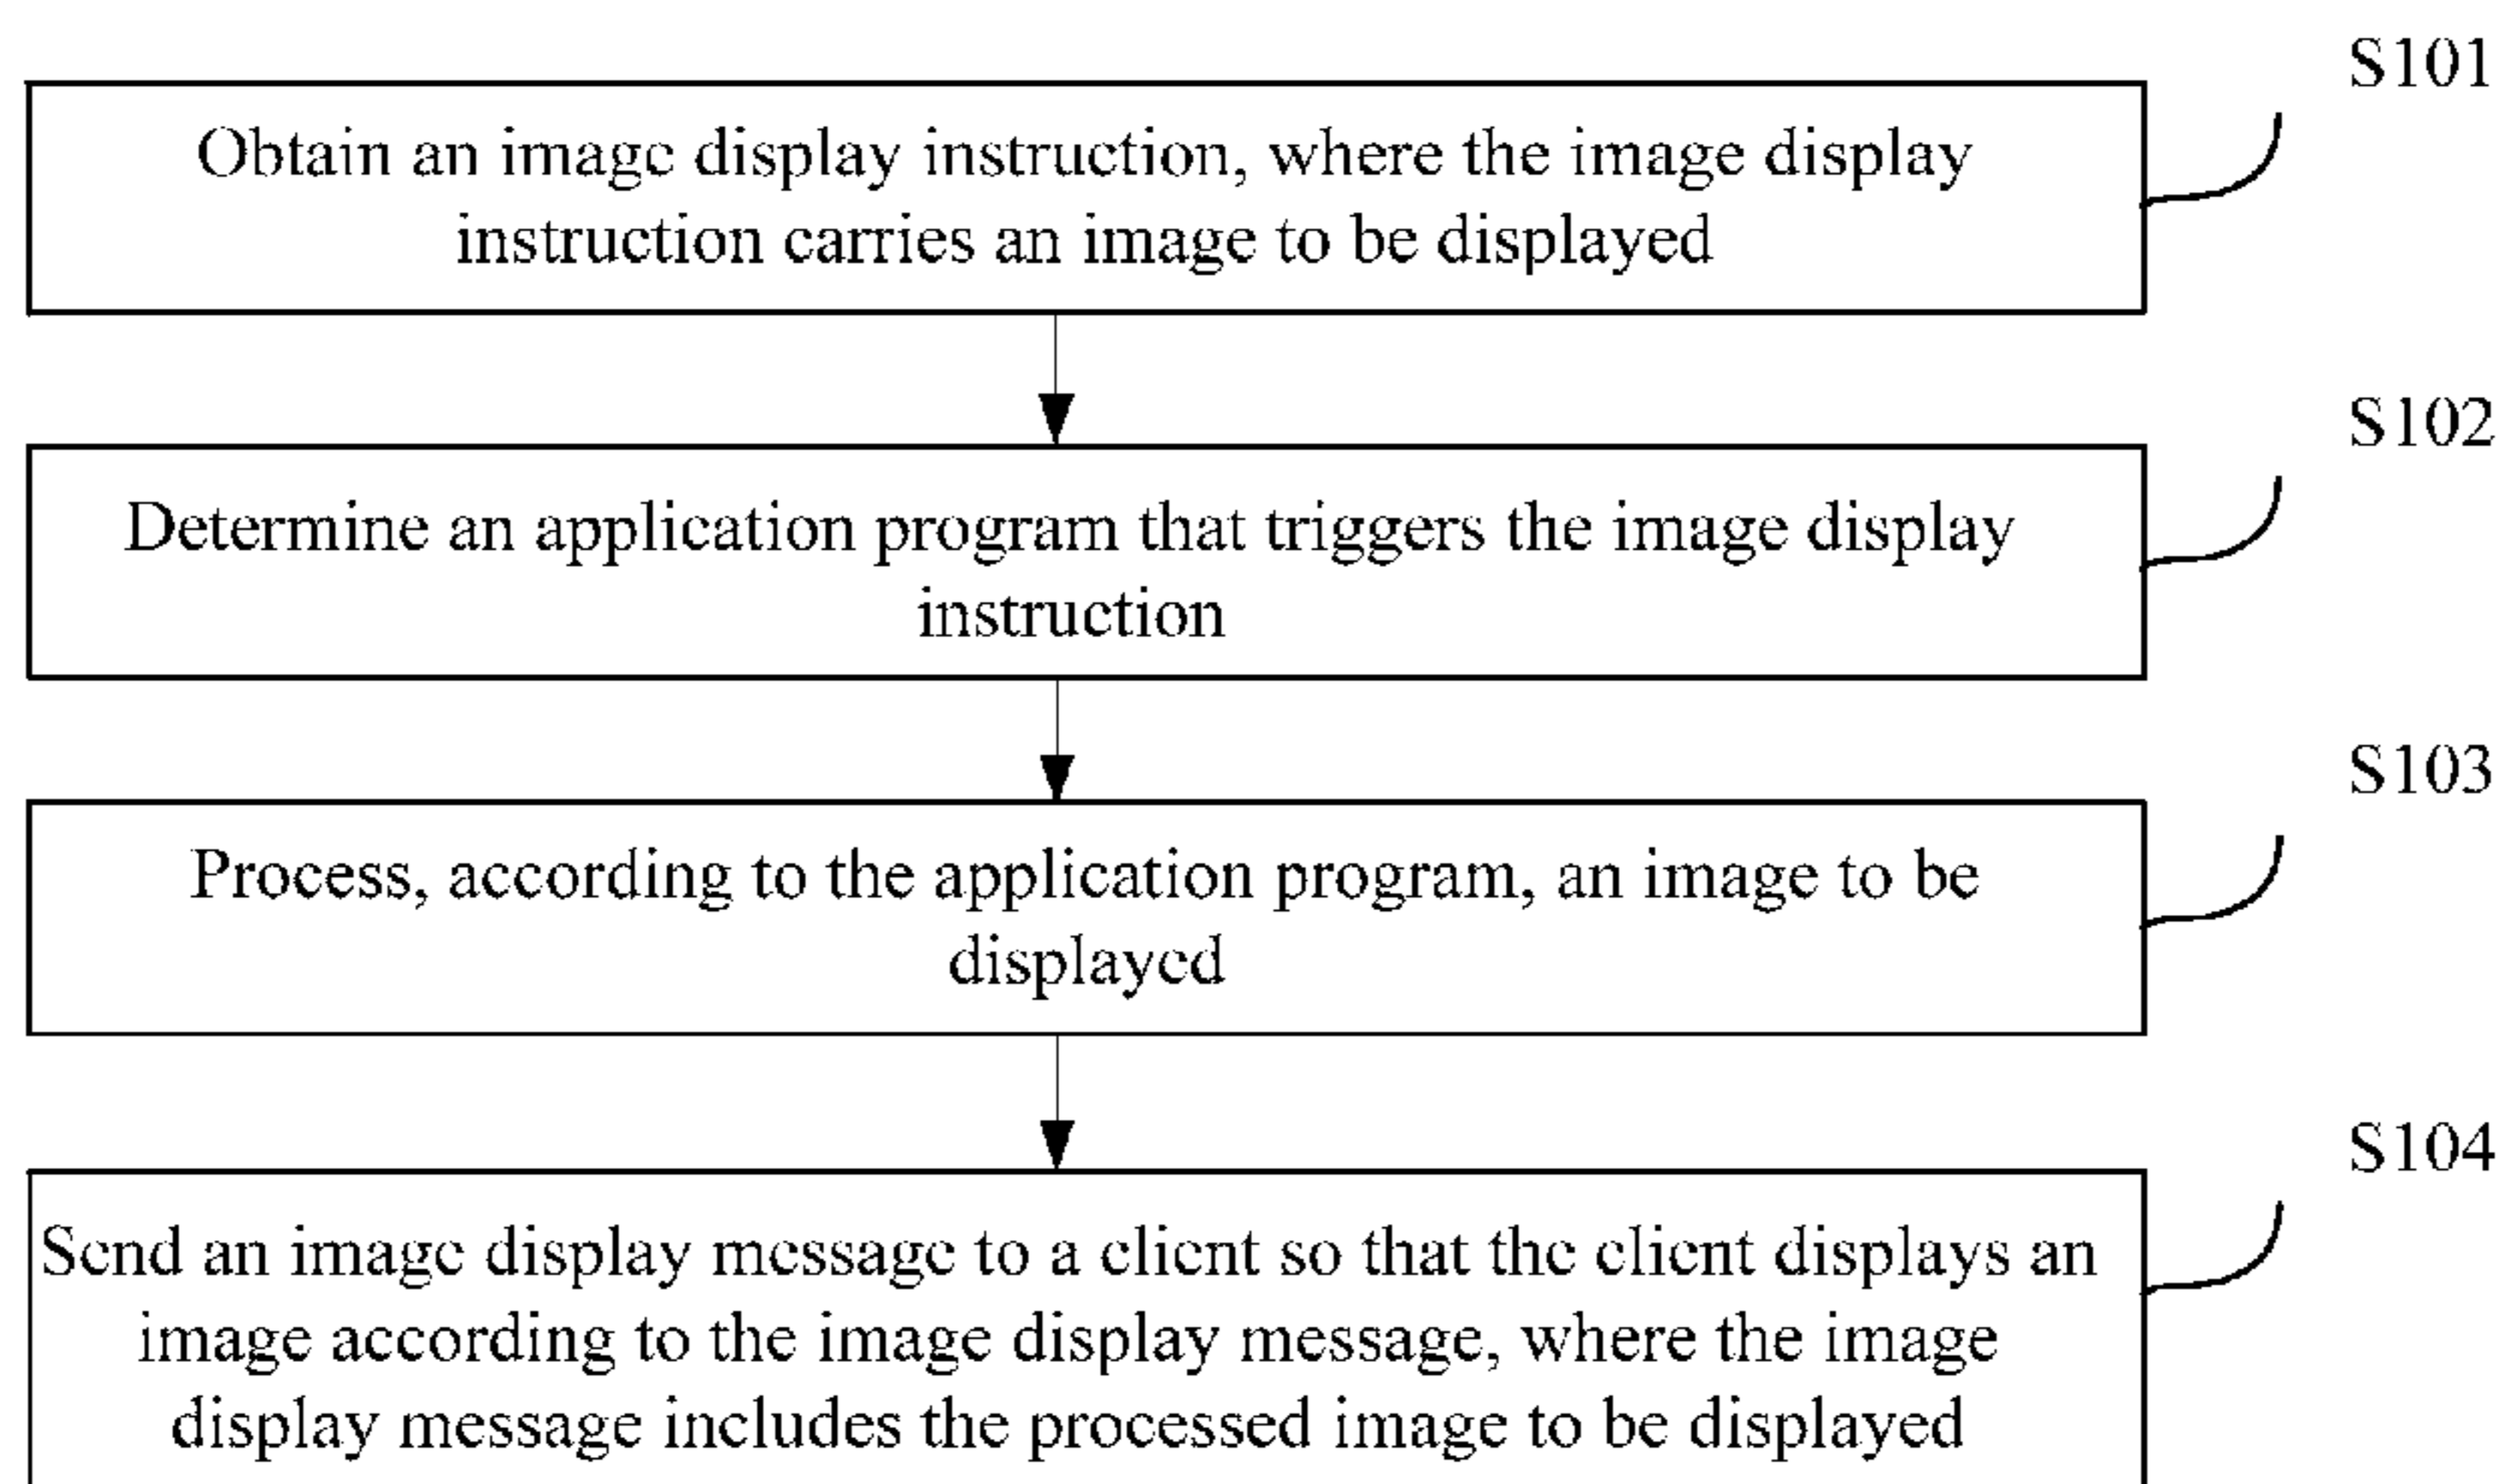 S101
Obtain an image display instruction, where the image display
instruction carries an image to be displayed
S102
Determine an application program that triggers the image display
instruction
S103
Process, according to the application program, an image to be
displayed
S104
Send an image display message to a client so that the client displays an
image according to the image display message, where the image
display message includes the processed image to be displayed